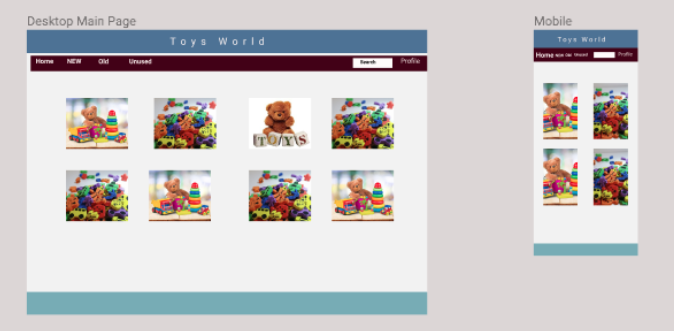 Desktop Main Page
Toys World
Home NEW Old Unused Search Profile
TOYS
Mobile
Toys World
Home NEW Old Unused Profile